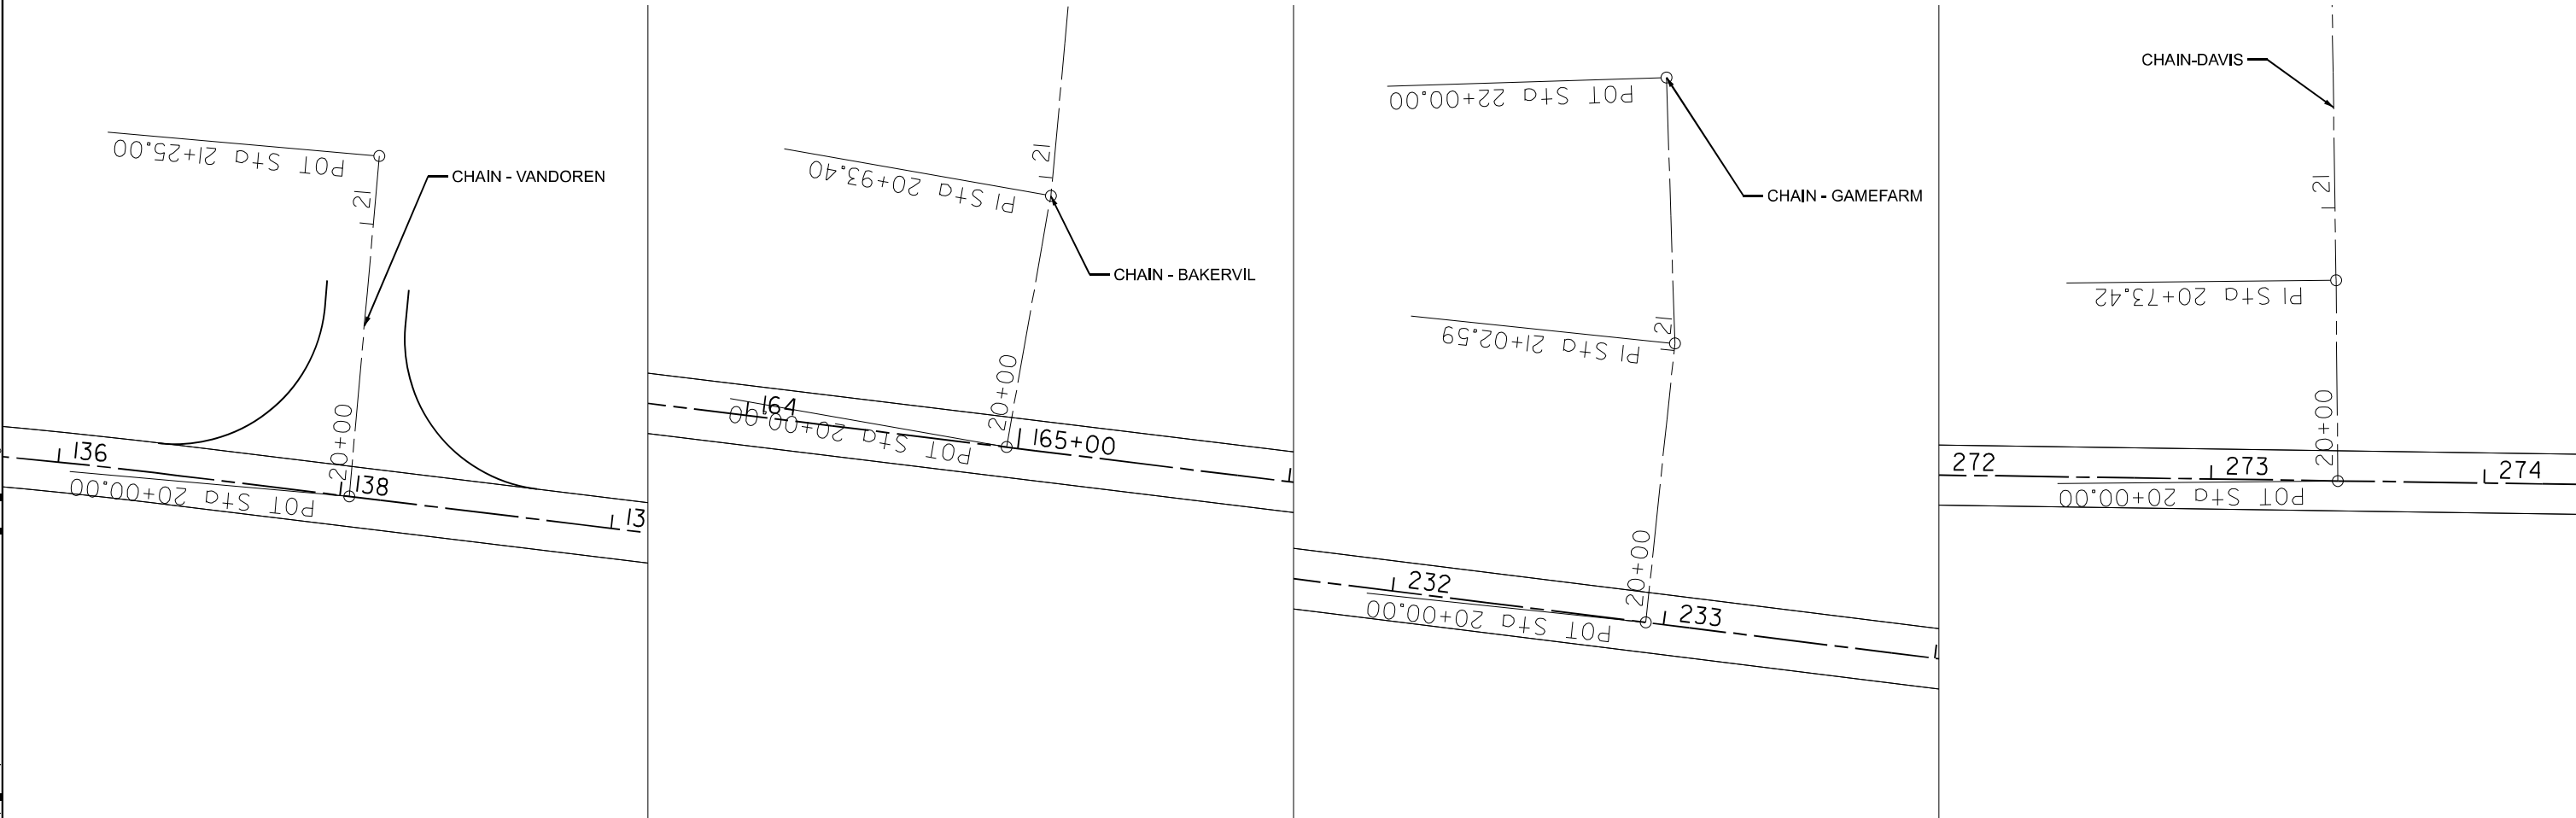 POT Sta 21+25.00
CHAIN - VANDOREN
21
20+00
136
138
13
POT Sta 20+00.00
21
PI Sta 20+93.40
CHAIN - BAKERVIL
20+00
164
165+00
POT Sta 20+00.00
POT Sta 22+00.00
CHAIN - GAMEFARM
21
PI Sta 21+02.59
20+00
232
233
POT Sta 20+00.00
CHAIN-DAVIS
21
PI Sta 20+73.42
20+00
272
273
274
POT Sta 20+00.00